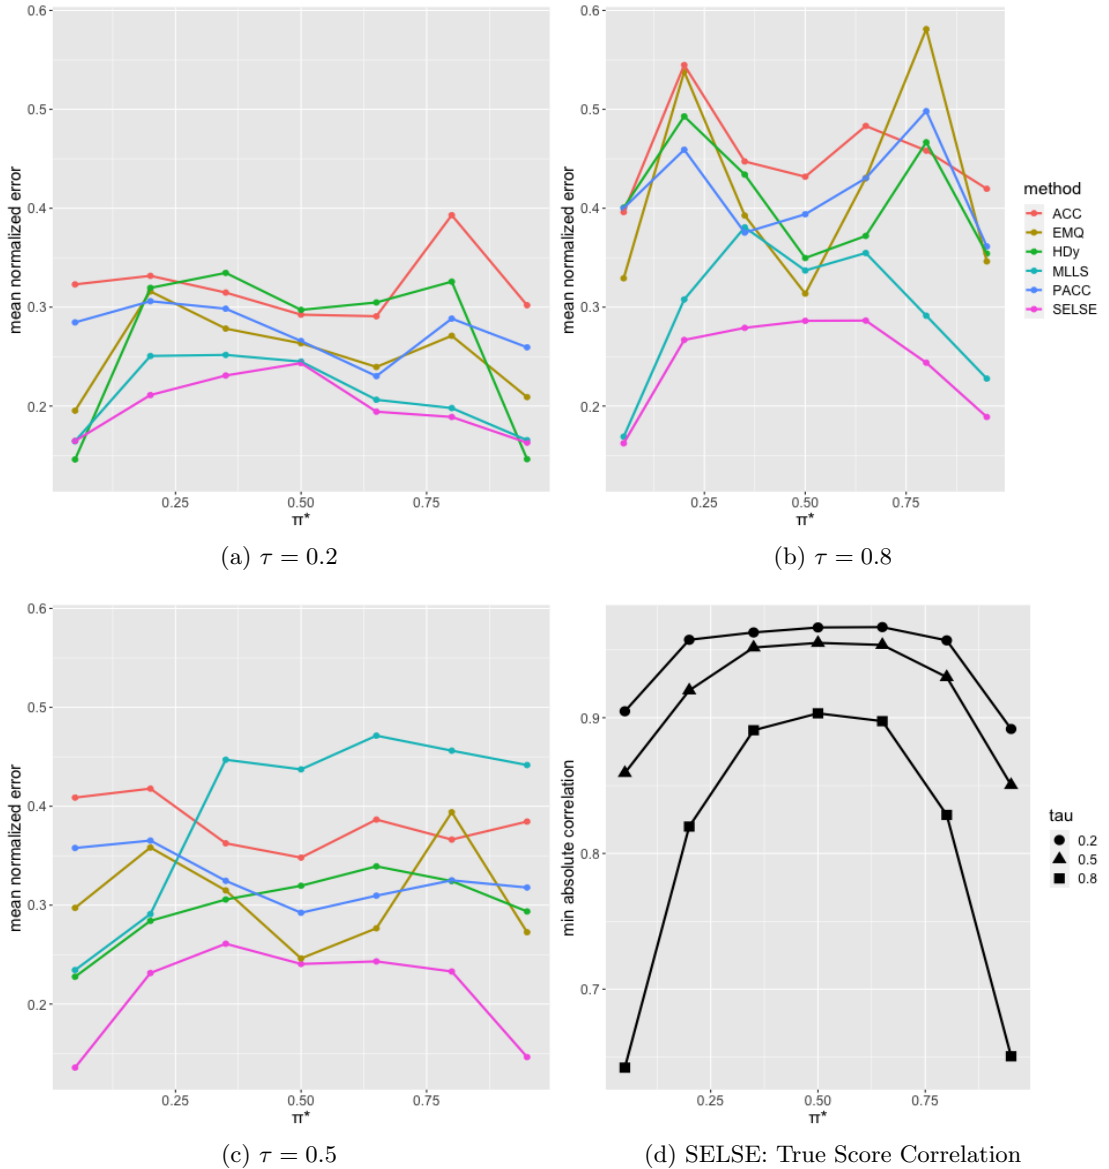 0.6
0.5
0.4
0.3
0.2
mean normalized error
0.25
0.50
0.75
π*
(a) τ = 0.2
0.6
0.5
0.4
0.3
0.2
mean normalized error
0.25
0.50
0.75
π*
(b) τ = 0.8
method
ACC
EMQ
HDy
MLLS
PACC
SELSE
0.6
0.5
0.4
0.3
0.2
mean normalized error
0.25
0.50
0.75
π*
(c) τ = 0.5
0.9
0.8
0.7
min absolute correlation
0.25
0.50
0.75
π*
tau
0.2
0.5
0.8
(d) SELSE: True Score Correlation